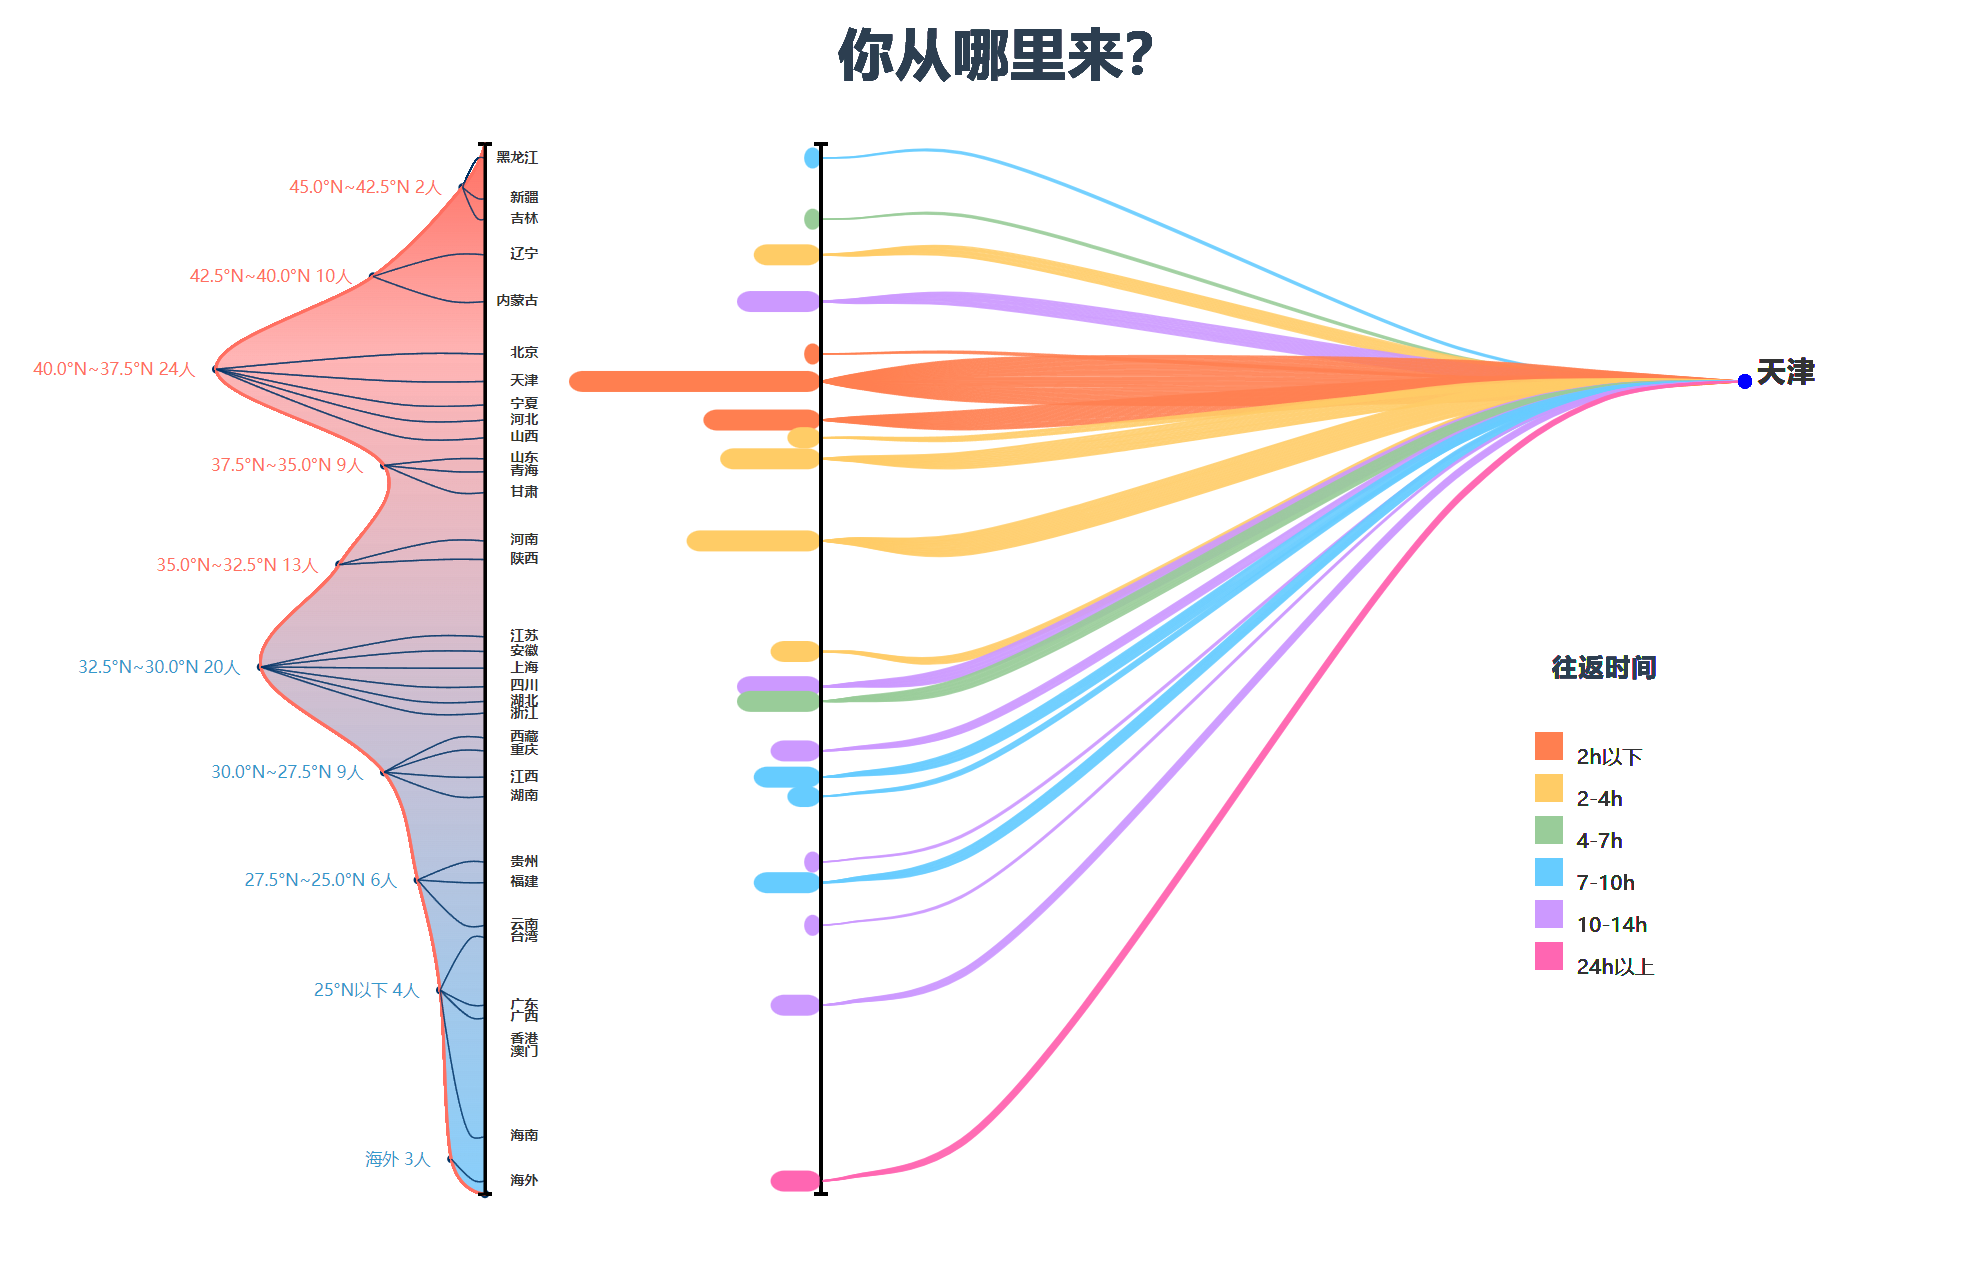 你从哪里来?
45.0°N~42.5°N 2人
42.5°N~40.0°N 10人
40.0°N~37.5°N 24人
37.5°N~35.0°N 9人
35.0°N~32.5°N 13人
32.5°N~30.0°N 20人
30.0°N~27.5°N 9人
27.5°N~25.0°N 6人
25°N以下 4人
海外 3人
黑龙江
新疆
吉林
辽宁
内蒙古
北京
天津
宁夏
河北
山西
山东
青海
甘肃
河南
陕西
江苏
安徽
上海
四川
湖北
浙江
西藏
重庆
江西
湖南
贵州
福建
云南
台湾
广东
广西
香港
澳门
海南
海外
天津
往返时间
2h以下
2-4h
4-7h
7-10h
10-14h
24h以上